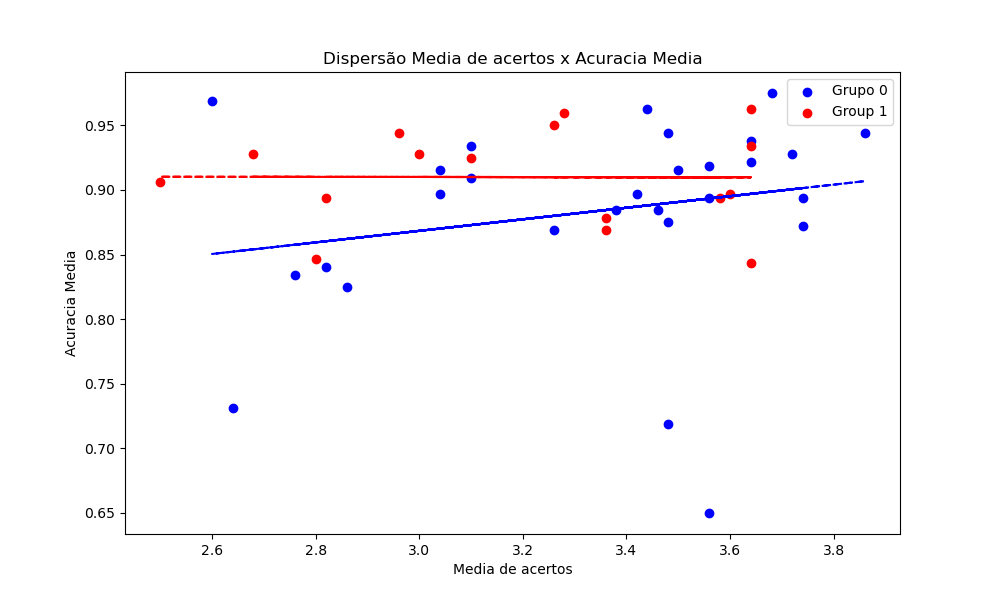 Dispersão Media de acertos x Acuracia Media
Grupo 0
Group 1
Acuracia Media
0.95
0.90
0.85
0.80
0.75
0.70
0.65
2.6 2.8 3.0 3.2 3.4 3.6 3.8
Media de acertos